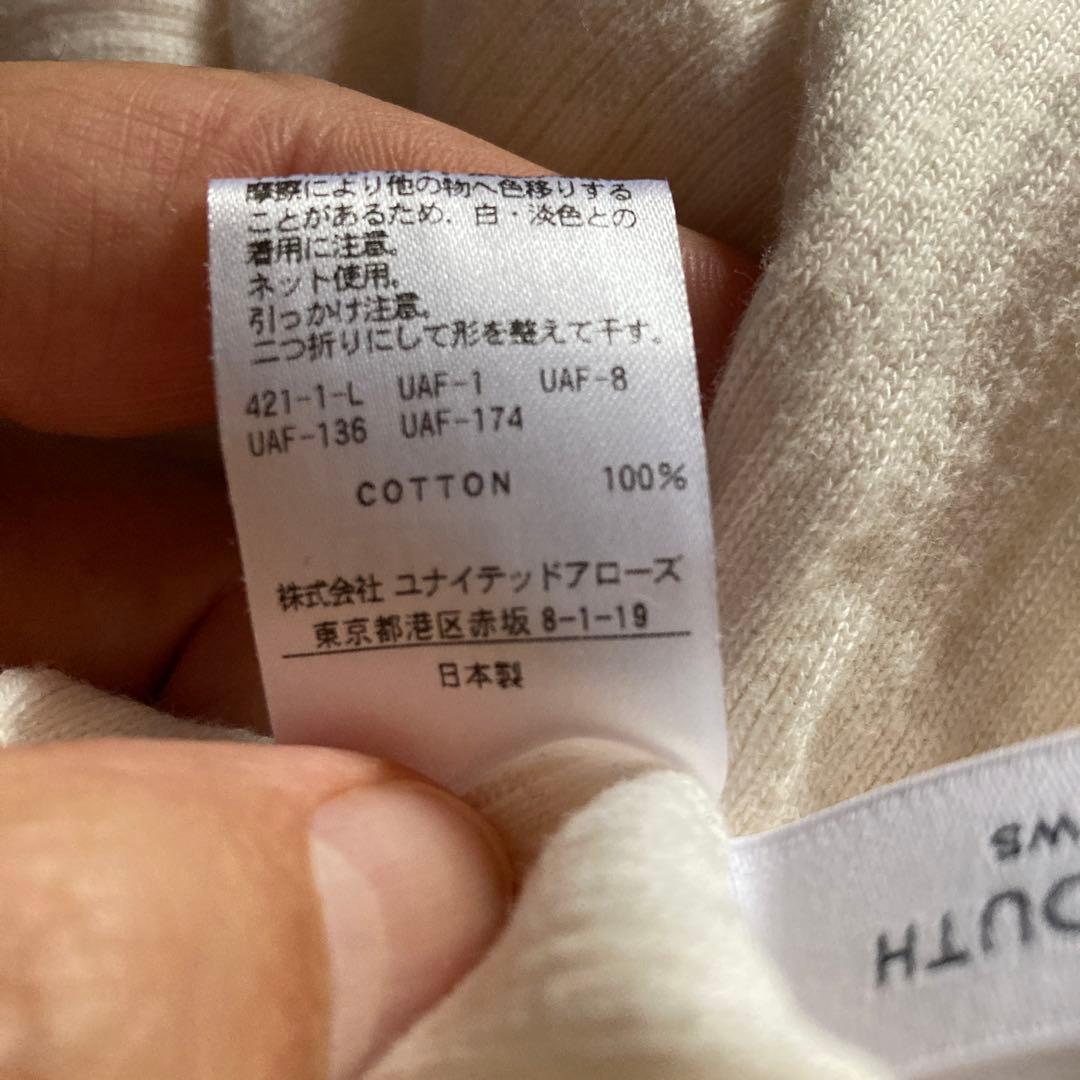 摩擦により他の物へ色移りする
ことがあるため、白・淡色との
着用に注意。
ネット使用。
引っかけ注意。
二つ折りにして形を整えて干す。
421-1-L UAF-1 UAF-8
UAF-136 UAF-174
COTTON 100%
株式会社 ユナイテッドアローズ
東京都港区赤坂 8-1-19
日本製
OUTH
WS